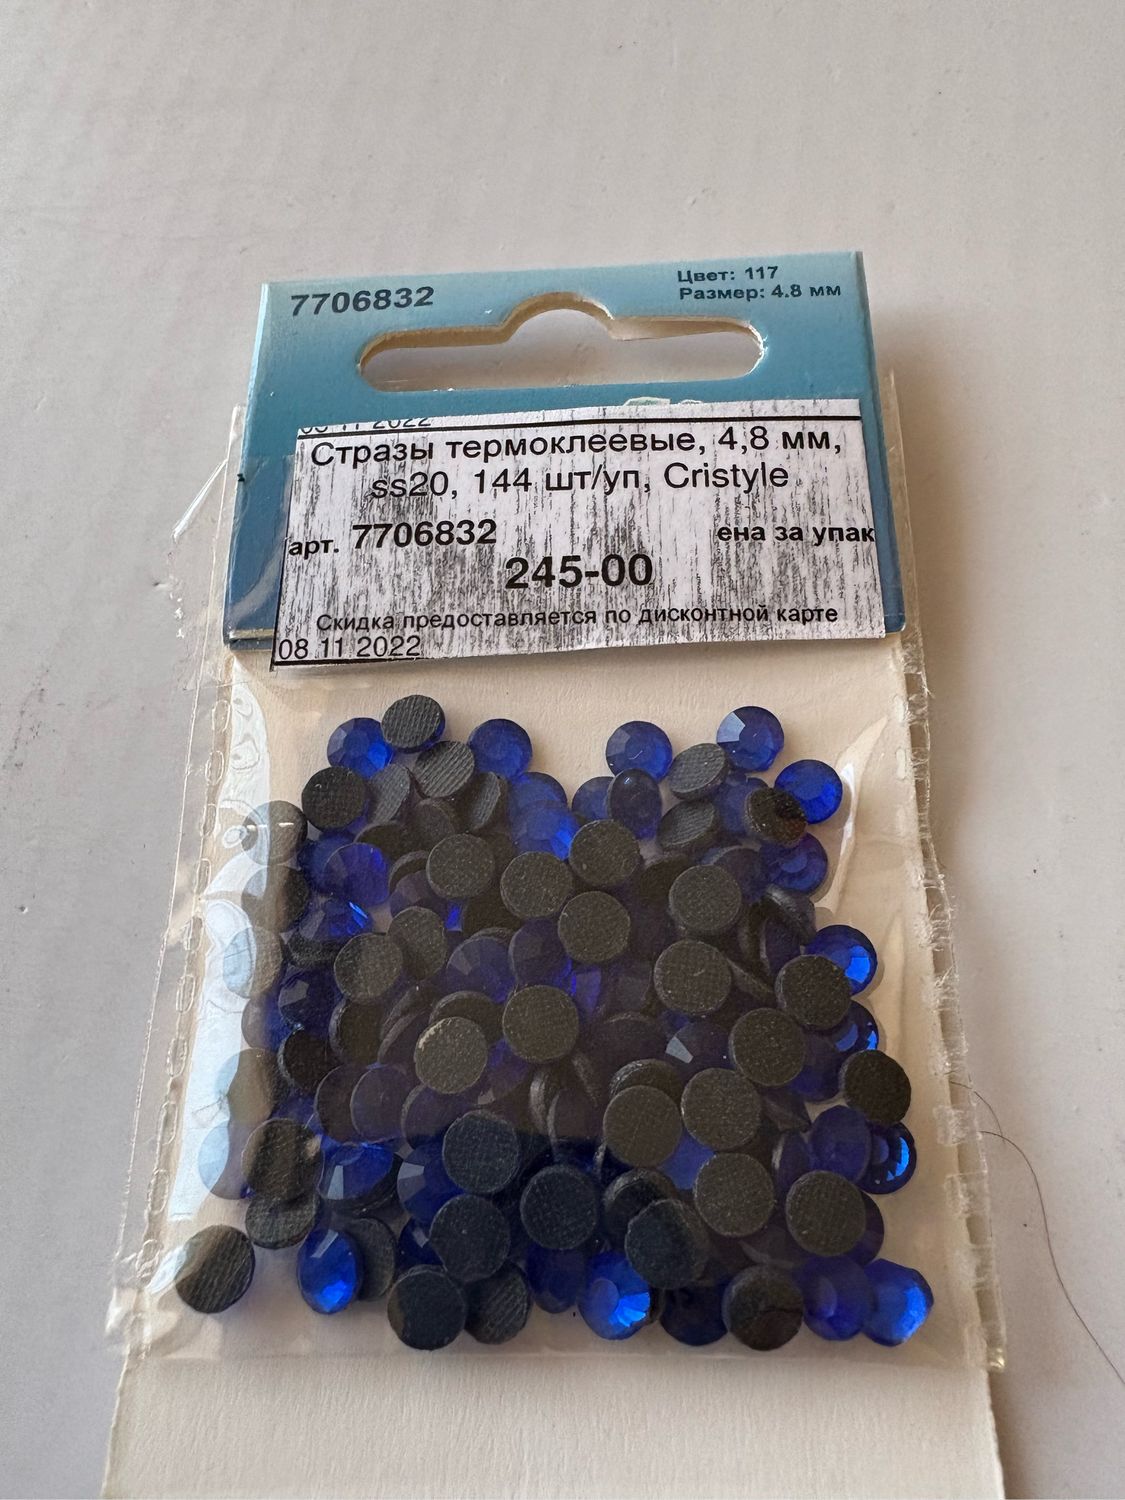 7706832
Цвет: 117
Размер: 4.8 мм
Стразы термоклеевые, 4,8 мм,
ss20, 144 шт/уп, Cristyle
арт. 7706832
ена за упак
245-00
Скидка предоставляется по дисконтной карте
08 11 2022